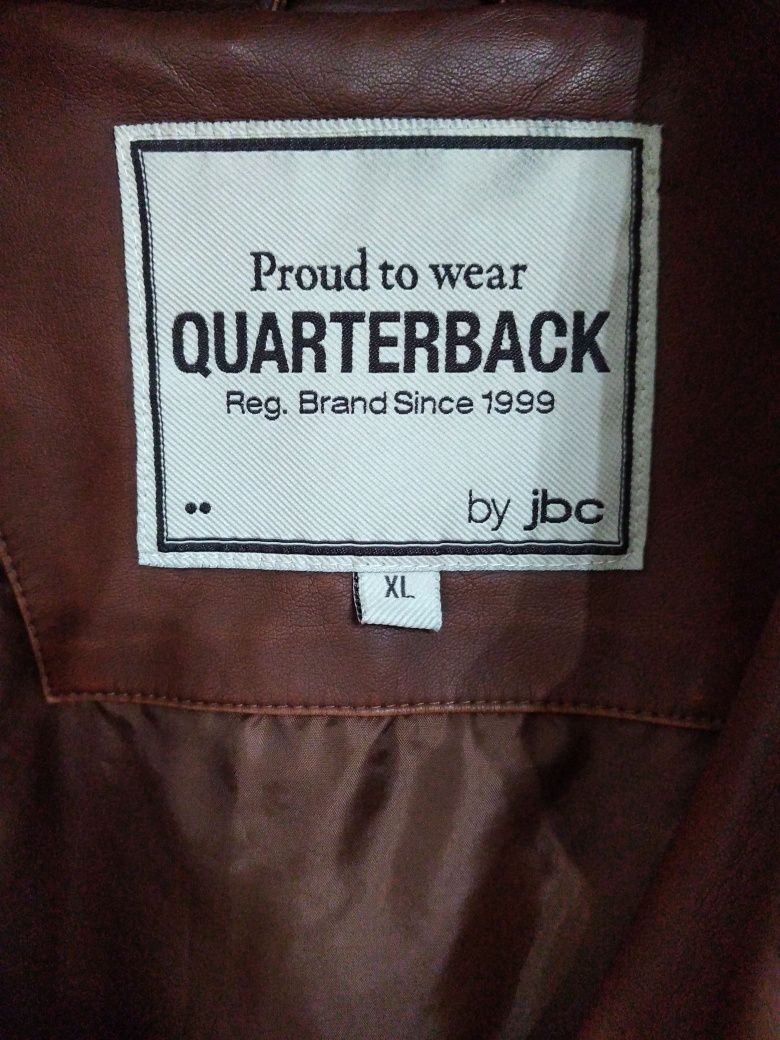 Proud to wear
QUARTERBACK
Reg. Brand Since 1999
by jbc
XL